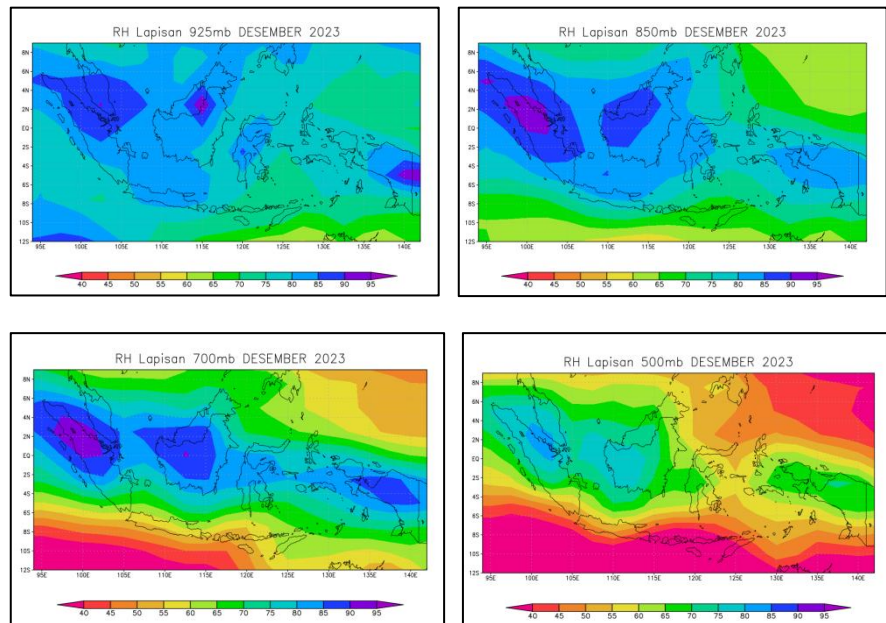 RH Lapisan 925mb DESEMBER 2023
8N
4N
2N
EQ
2S
4S
6S
8S
10S
12S
95E 100E 105E 110E 115E 120E 125E 130E 135E 140E
40 45 50 55 60 65 70 75 80 85 90 95
RH Lapisan 850mb DESEMBER 2023
8N
6N
4N
2N
EQ
2S
4S
6S
8S
10S
12S
95E 100E 105E 110E 115E 120E 125E 130E 135E 140E
40 45 50 55 60 65 70 75 80 85 90 95
RH Lapisan 700mb DESEMBER 2023
8N
6N
4N
2N
EQ
2S
4S
6S
8S
10S
12S
95E 100E 105E 110E 115E 120E 125E 130E 135E 140E
40 45 50 55 60 65 70 75 80 85 90 95
RH Lapisan 500mb DESEMBER 2023
8N
6N
4N
2N
EQ
2S
4S
6S
8S
10S
12S
95E 100E 105E 110E 115E 120E 125E 130E 135E 140E
40 45 50 55 60 65 70 75 80 85 90 95